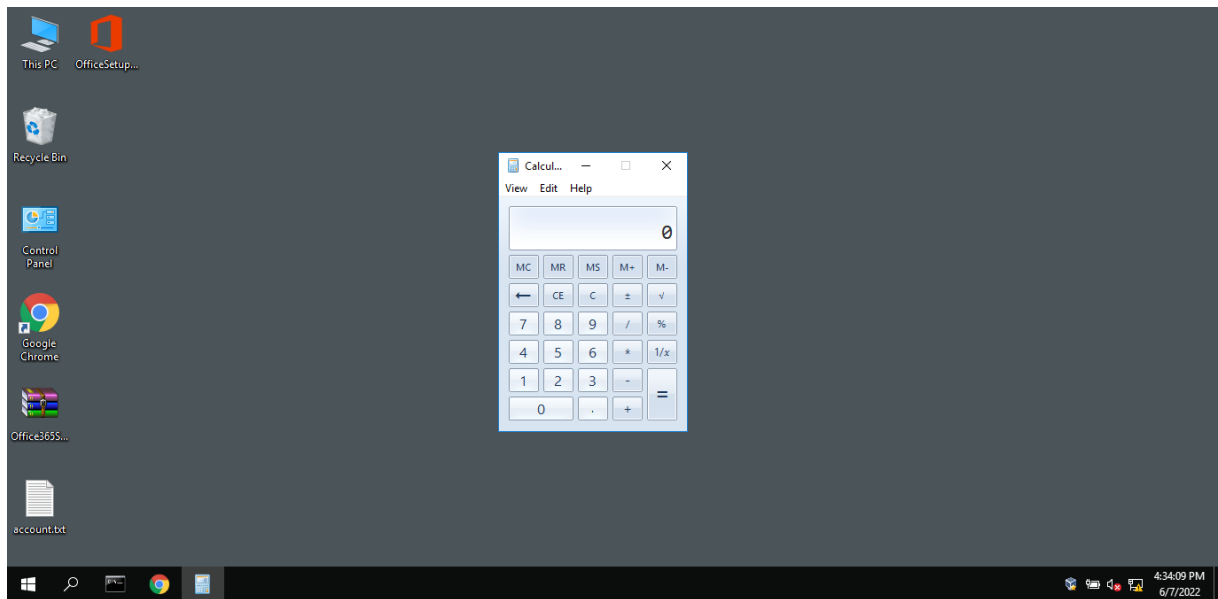 This PC
OfficeSetup...
Recycle Bin
Control
Panel
Google
Chrome
Office365S...
account.txt
Calcul...
View Edit Help
0
MC MR MS M+ M-
← CE C ± √
7 8 9 / %
4 5 6 * 1/x
1 2 3 - =
0 . +
4:34:09 PM
6/7/2022